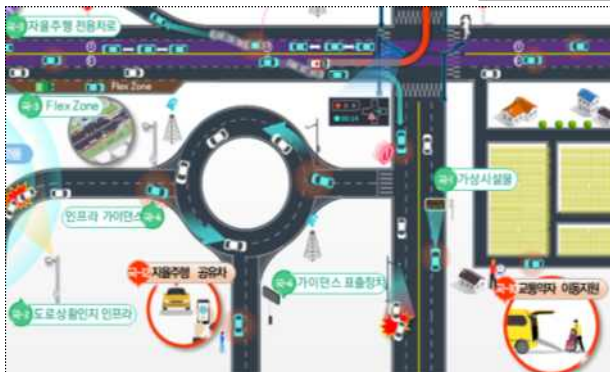 자율주행 전용차로
Flex Zone
Flex Zone
인프라 가이던스
가상시설물
자율주행 공유차
가이던스 표출장치
교통약자 이동지원
도로상황인지 인프라